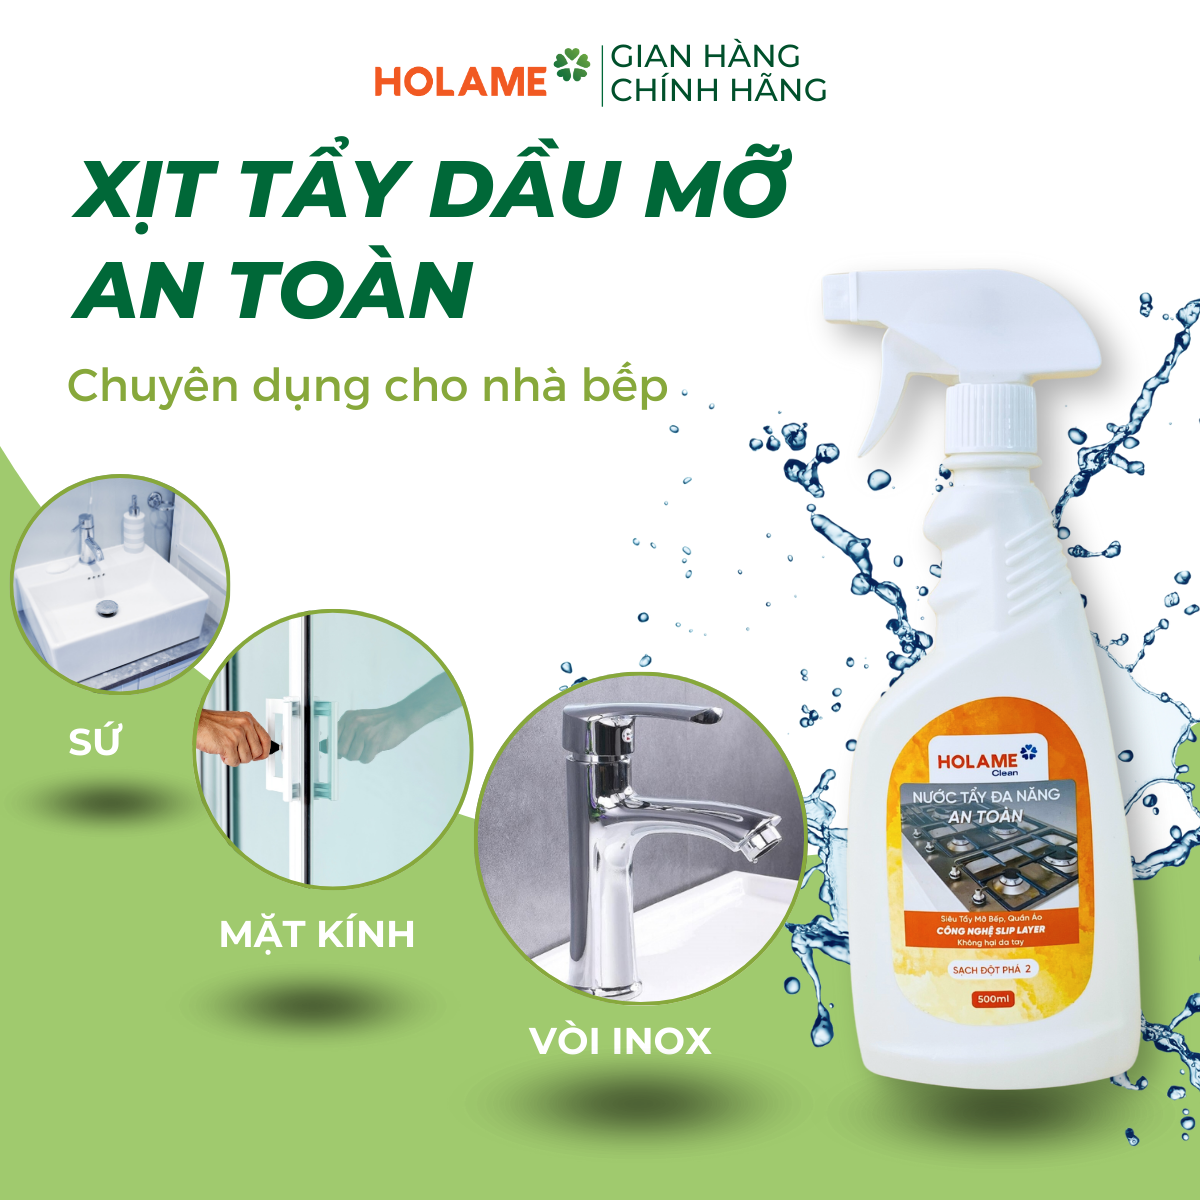 HOLAME
GIAN HÀNG
CHÍNH HÃNG
XỊT TẨY DẦU MỠ
AN TOÀN
Chuyên dụng cho nhà bếp
SỨ
MẶT KÍNH
VÒI INOX
HOLAME
Clean
NƯỚC TẨY ĐA NĂNG
AN TOÀN
Siêu Tẩy Mỡ Bếp, Quần Áo
CÔNG NGHỆ SLIP LAYER
Không hại da tay
SẠCH ĐỘT PHÁ 2
500ml